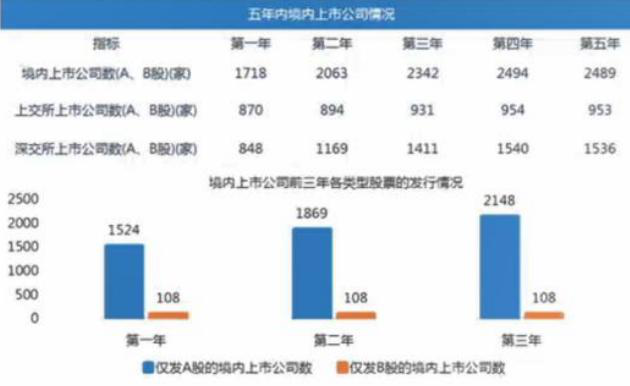 五年内境内上市公司情况
指标 第一年 第二年 第三年 第四年 第五年
境内上市公司数(A、B股)(家) 1718 2063 2342 2494 2489
上交所上市公司数(A、B股)(家) 870 894 931 954 953
深交所上市公司数(A、B股)(家) 848 1169 1411 1540 1536
境内上市公司前三年各类型股票的发行情况
2500
2000
1500
1000
500
0
1524 108 1869 108 2148 108
第一年 第二年 第三年
仅发A股的境内上市公司数 仅发B股的境内上市公司数